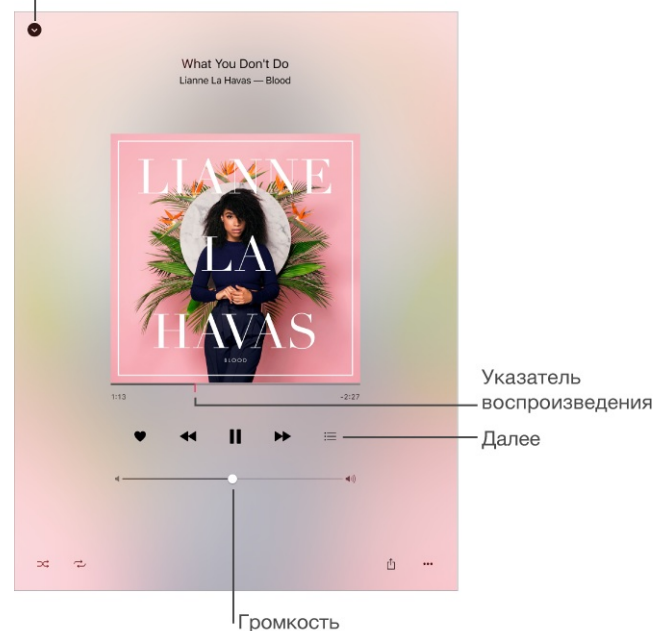 What You Don't Do
Lianne La Havas — Blood
LIANNE
LA
HAVAS
BLOOD
1:13
-2:27
Указатель
воспроизведения
Далее
Громкость